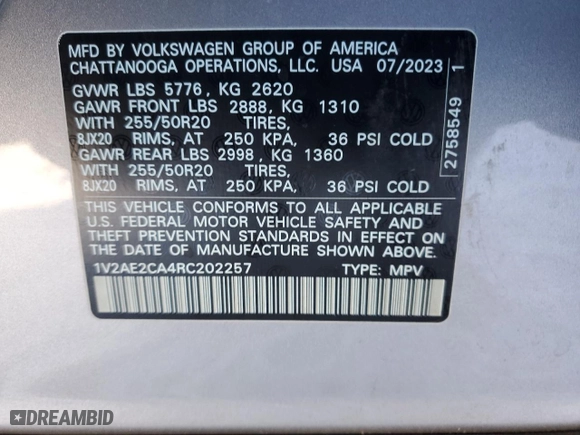 MFD BY VOLKSWAGEN GROUP OF AMERICA
CHATTANOOGA OPERATIONS, LLC. USA 07/2023
GVWR LBS 5776, KG 2620
GAWR FRONT LBS 2888, KG 1310
WITH 255/50R20 TIRES,
8JX20 RIMS, AT 250 KPA, 36 PSI COLD
GAWR REAR LBS 2998, KG 1360
WITH 255/50R20 TIRES,
8JX20 RIMS, AT 250 KPA, 36 PSI COLD
THIS VEHICLE CONFORMS TO ALL APPLICABLE
U.S. FEDERAL MOTOR VEHICLE SAFETY AND
THEFT PREVENTION STANDARDS IN EFFECT ON
THE DATE OF MANUFACTURE SHOWN ABOVE.
1V2AE2CA4RC202257 TYPE: MPV
2758549 1
DREAMBID